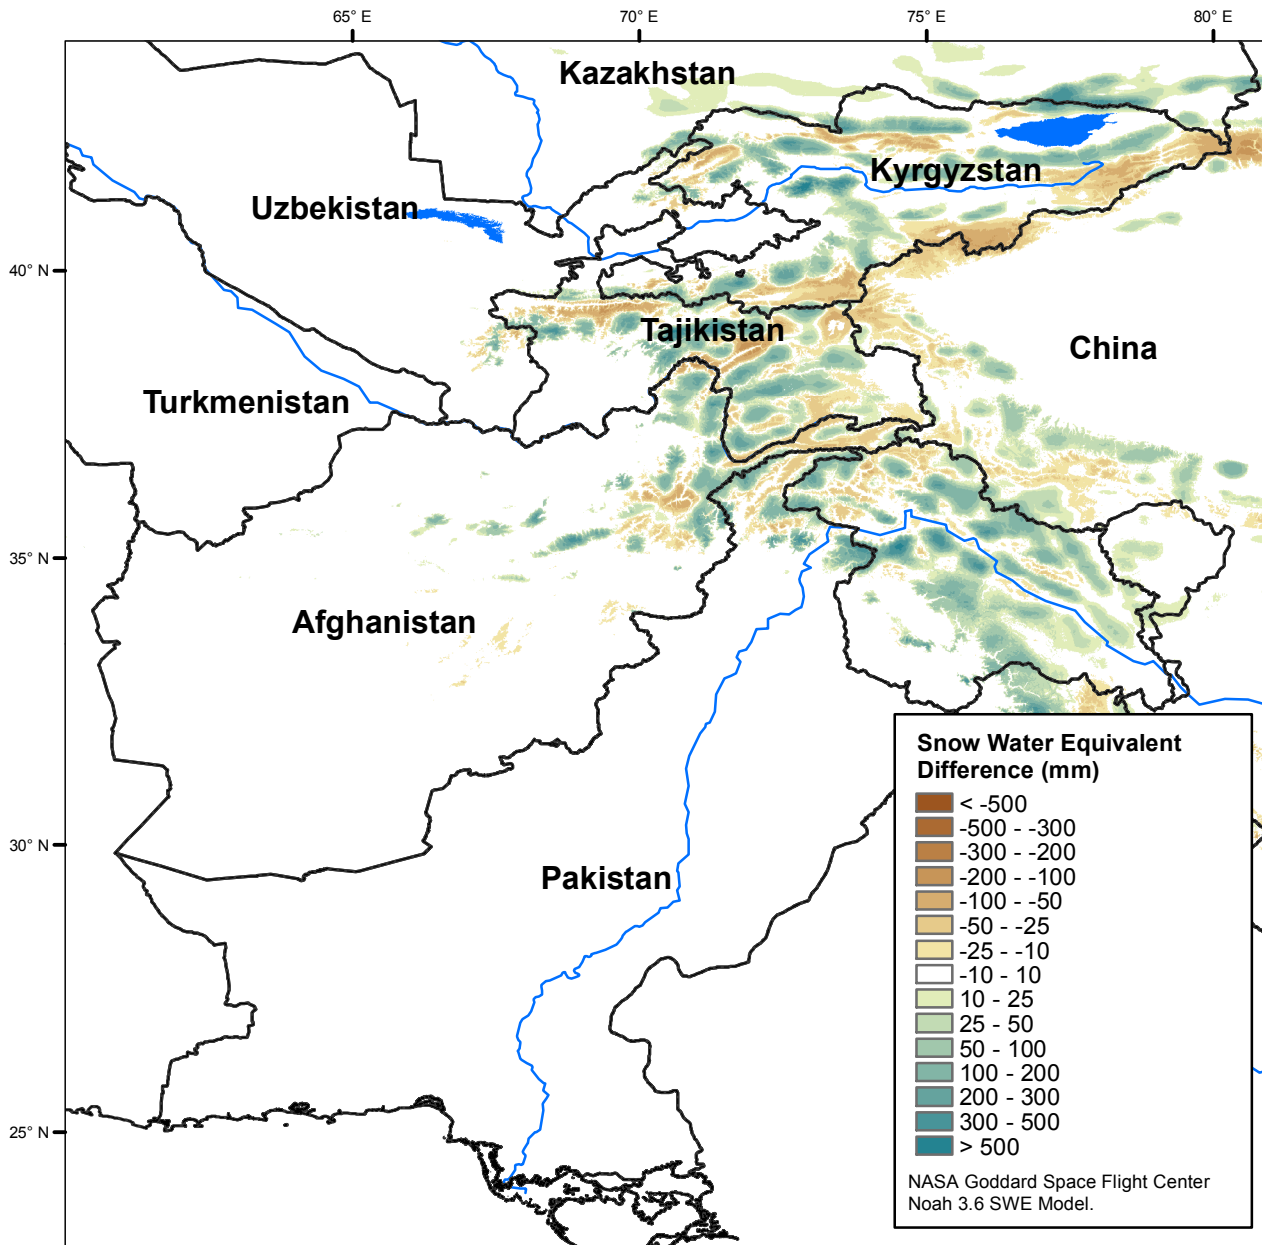 65° E
70° E
75° E
80° E
Kazakhstan
Kyrgyzstan
Uzbekistan
40° N
Tajikistan
China
Turkmenistan
35° N
Afghanistan
Snow Water Equivalent
Difference (mm)
< -500
-500 - -300
-300 - -200
-200 - -100
-100 - -50
-50 - -25
-25 - -10
-10 - 10
10 - 25
25 - 50
50 - 100
100 - 200
200 - 300
300 - 500
> 500
NASA Goddard Space Flight Center
Noah 3.6 SWE Model.
30° N
Pakistan
25° N